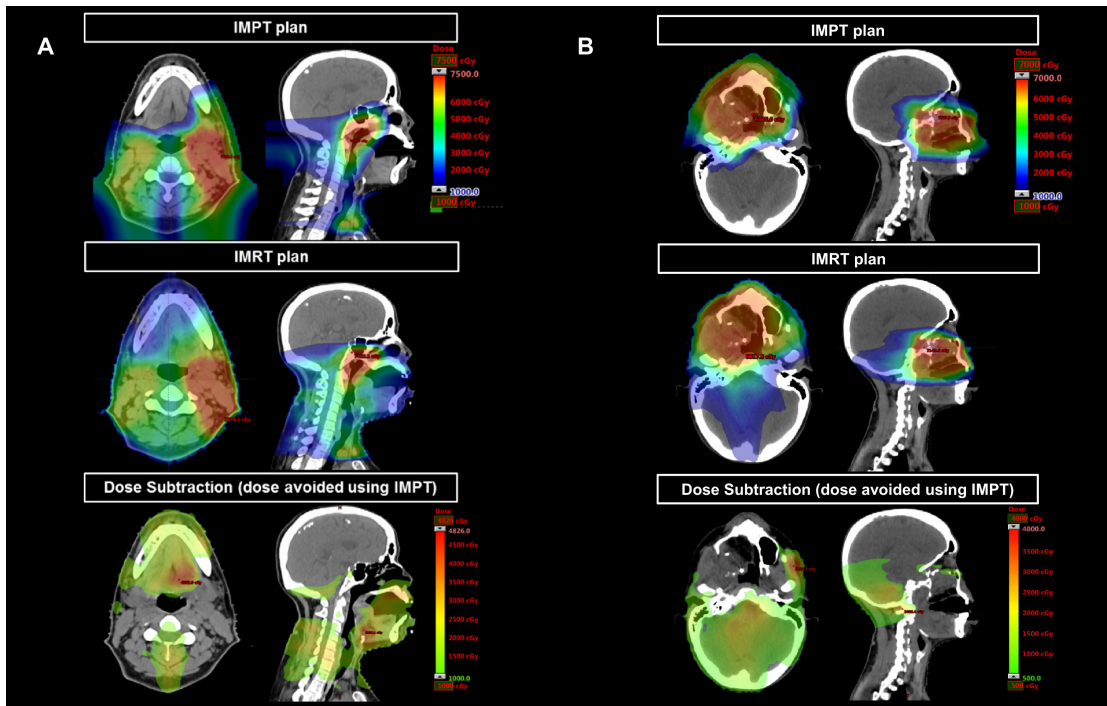 A
IMPT plan
Dose
7500 cGy
7500.0
6000 cGy
5000 cGy
4000 cGy
3000 cGy
2000 cGy
1000.0
1000 cGy
IMRT plan
Dose Subtraction (dose avoided using IMPT)
Dose
4826 cGy
4826.0
4500 cGy
4000 cGy
3500 cGy
3000 cGy
2500 cGy
2000 cGy
1500 cGy
1000.0
1000 cGy
B
IMPT plan
Dose
7000 cGy
7000.0
6000 cGy
5000 cGy
4000 cGy
3000 cGy
2000 cGy
1000.0
1000 cGy
IMRT plan
Dose Subtraction (dose avoided using IMPT)
Dose
4000 cGy
4000.0
3000 cGy
2500 cGy
2000 cGy
1500 cGy
1000 cGy
500.0
500 cGy